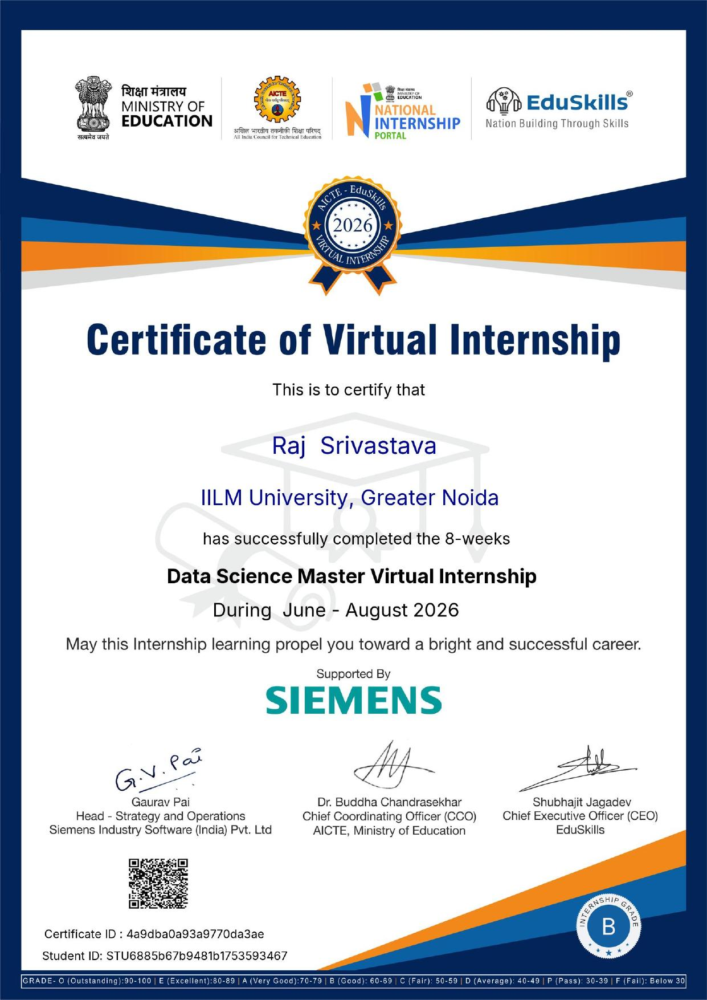 शिक्षा मंत्रालय
MINISTRY OF
EDUCATION
सत्यमेव जयते
AICTE
All India Council for Technical Education
अखिल भारतीय तकनीकी शिक्षा परिषद्
All India Council for Technical Education
शिक्षा मंत्रालय
MINISTRY OF
EDUCATION
NATIONAL
INTERNSHIP
PORTAL
EduSkills®
Nation Building Through Skills
AICTE - EduSkills
2026
VIRTUAL INTERNSHIP
Certificate of Virtual Internship
This is to certify that
Raj Srivastava
IILM University, Greater Noida
has successfully completed the 8-weeks
Data Science Master Virtual Internship
During June - August 2026
May this Internship learning propel you toward a bright and successful career.
Supported By
SIEMENS
G.V. Pai
Gaurav Pai
Head - Strategy and Operations
Siemens Industry Software (India) Pvt. Ltd
Dr. Buddha Chandrasekhar
Chief Coordinating Officer (CCO)
AICTE, Ministry of Education
Shubhajit Jagadev
Chief Executive Officer (CEO)
EduSkills
INTERNSHIP GRADE
B
Certificate ID : 4a9dba0a93a9770da3ae
Student ID: STU6885b67b9481b1753593467
GRADE- O (Outstanding):90-100 | E (Excellent):80-89 | A (Very Good):70-79 | B (Good): 60-69 | C (Fair): 50-59 | D (Average): 40-49 | P (Pass): 30-39 | F (Fail): Below 30